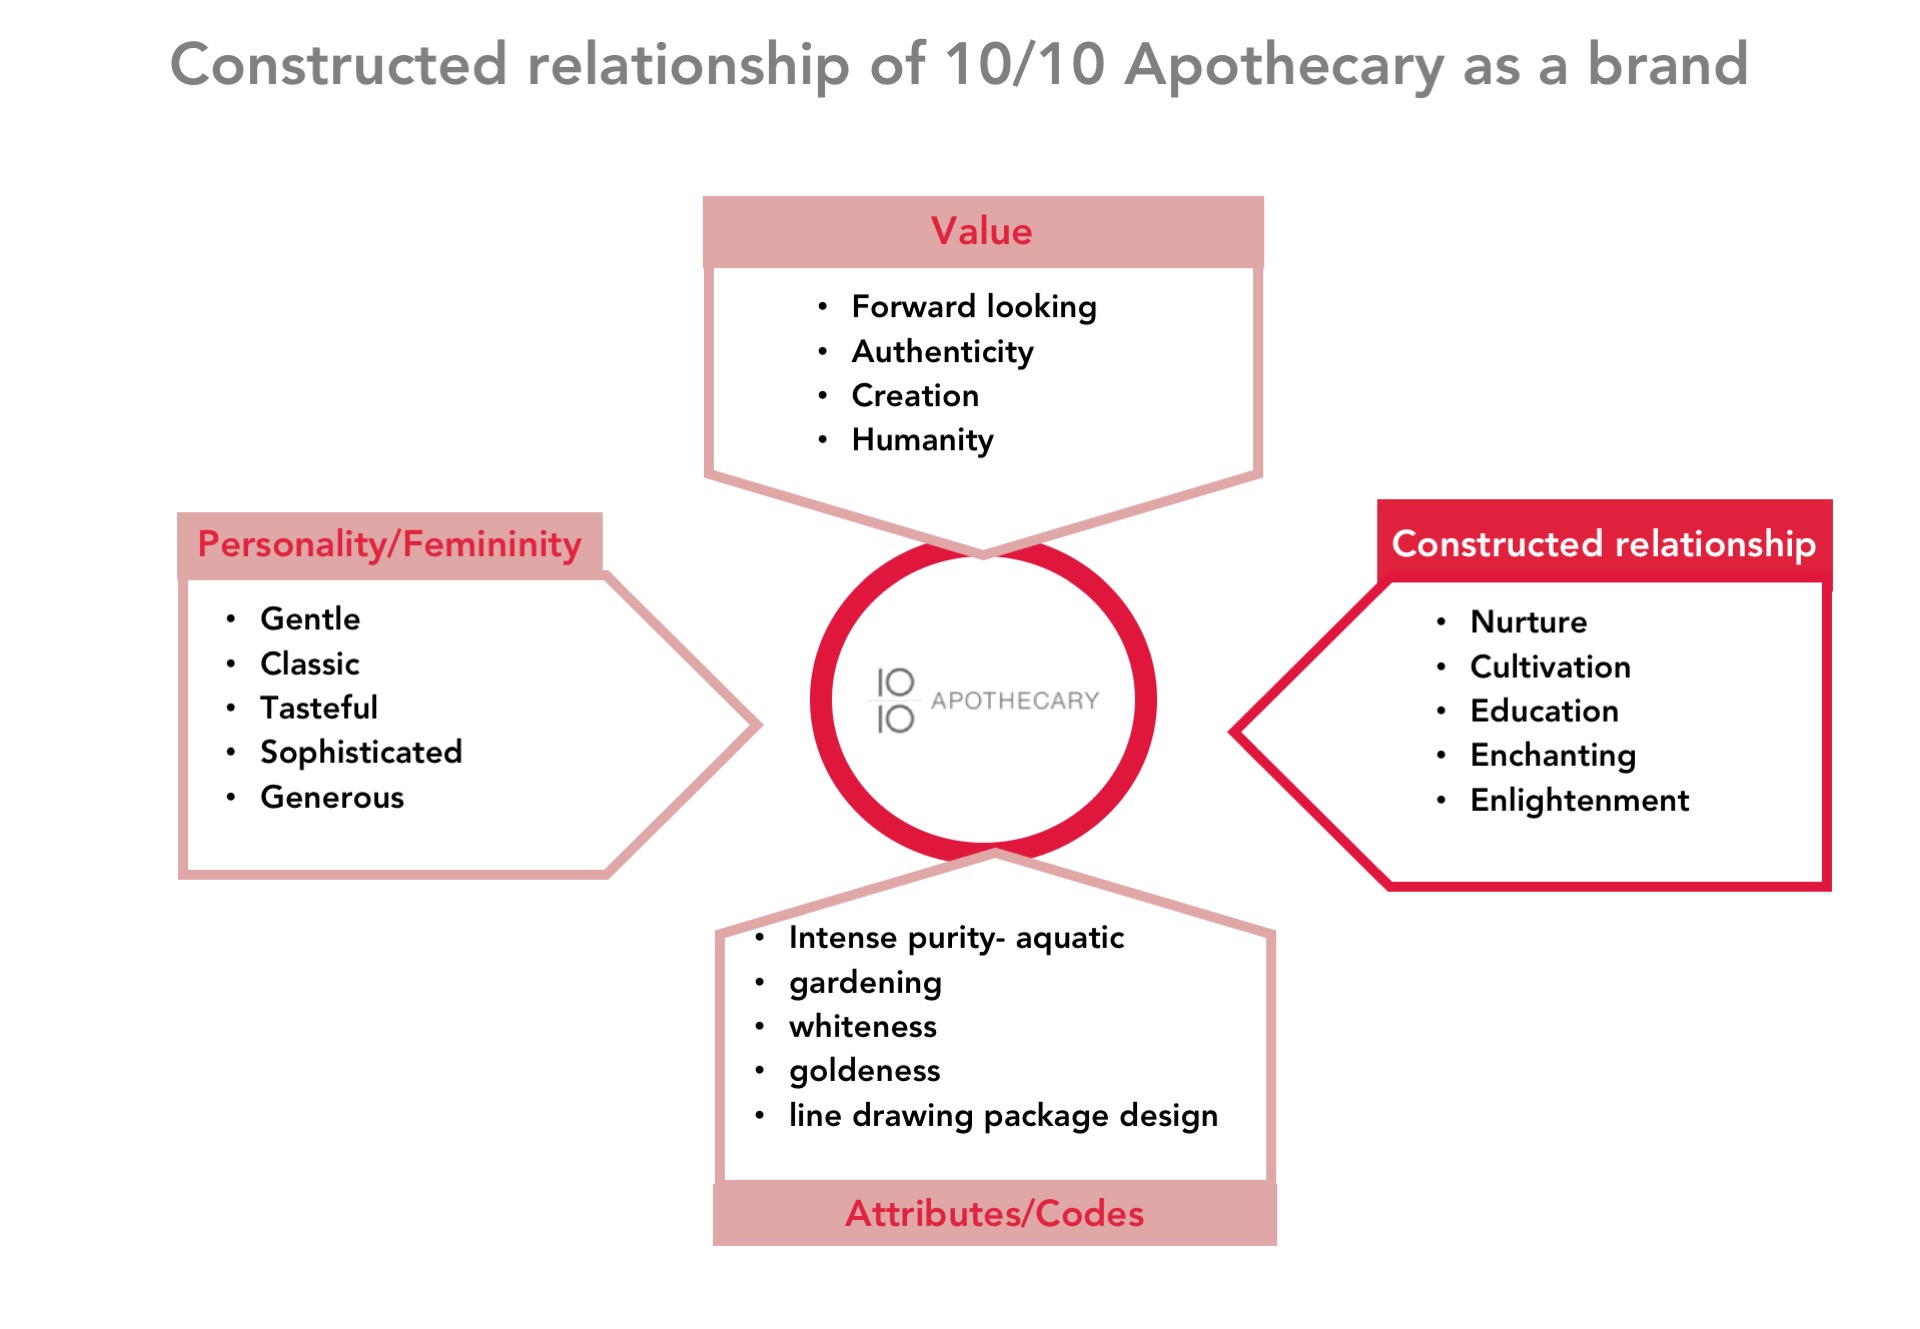 Constructed relationship of 10/10 Apothecary as a brand
Value
• Forward looking
• Authenticity
• Creation
• Humanity
Personality/Femininity
• Gentle
• Classic
• Tasteful
• Sophisticated
• Generous
10
10 APOTHECARY
Constructed relationship
• Nurture
• Cultivation
• Education
• Enchanting
• Enlightenment
• Intense purity- aquatic
• gardening
• whiteness
• goldeness
• line drawing package design
Attributes/Codes